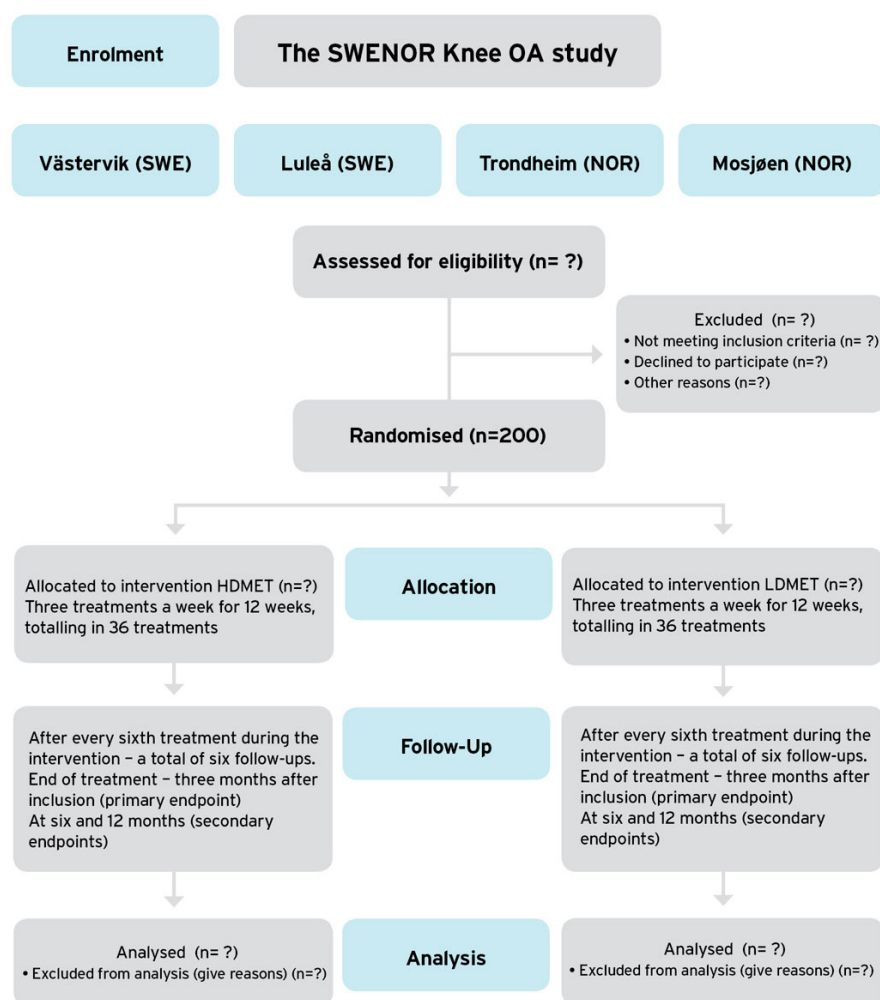 Enrolment
The SWENOR Knee OA study
Västervik (SWE)
Luleå (SWE)
Trondheim (NOR)
Mosjøen (NOR)
Assessed for eligibility (n= ?)
Excluded (n= ?)
• Not meeting inclusion criteria (n= ?)
• Declined to participate (n=?)
• Other reasons (n=?)
Randomised (n=200)
Allocated to intervention HDMET (n=?)
Three treatments a week for 12 weeks,
totalling in 36 treatments
Allocation
Allocated to intervention LDMET (n=?)
Three treatments a week for 12 weeks,
totalling in 36 treatments
After every sixth treatment during the
intervention – a total of six follow-ups.
End of treatment – three months after
inclusion (primary endpoint)
At six and 12 months (secondary
endpoints)
Follow-Up
After every sixth treatment during the
intervention – a total of six follow-ups.
End of treatment – three months after
inclusion (primary endpoint)
At six and 12 months (secondary
endpoints)
Analysed (n= ?)
• Excluded from analysis (give reasons) (n=?)
Analysis
Analysed (n= ?)
• Excluded from analysis (give reasons) (n=?)